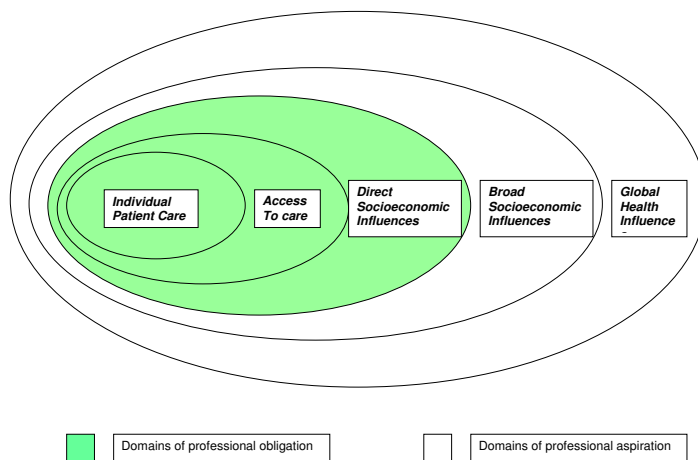 Individual
Patient Care
Access
To care
Direct
Socioeconomic
Influences
Broad
Socioeconomic
Influences
Global
Health
Influence
Domains of professional obligation
Domains of professional aspiration